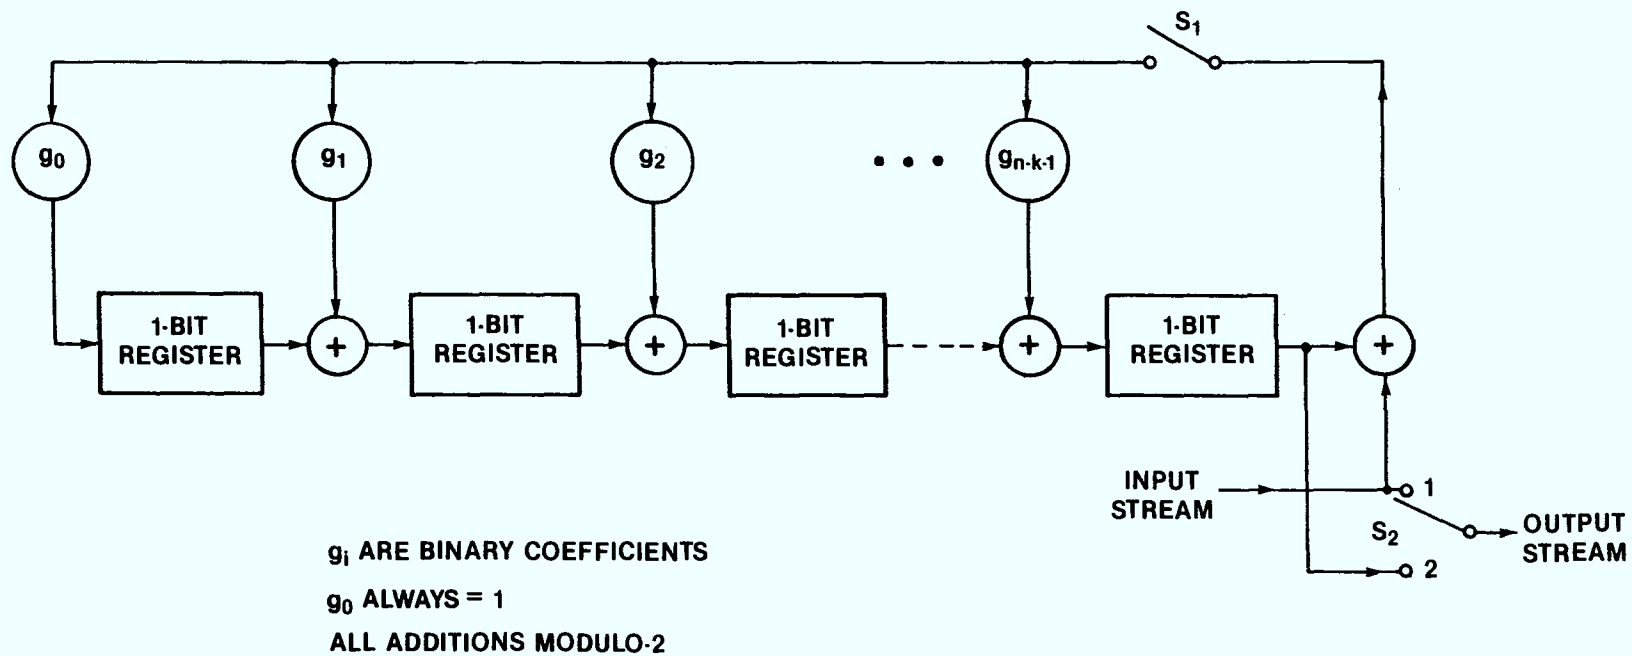 S1
g0
g1
g2
• • •
gn-k-1
1-BIT
REGISTER
+
1-BIT
REGISTER
+
1-BIT
REGISTER
+
1-BIT
REGISTER
+
INPUT
STREAM
1
S2
2
OUTPUT
STREAM
gi ARE BINARY COEFFICIENTS
g0 ALWAYS = 1
ALL ADDITIONS MODULO-2